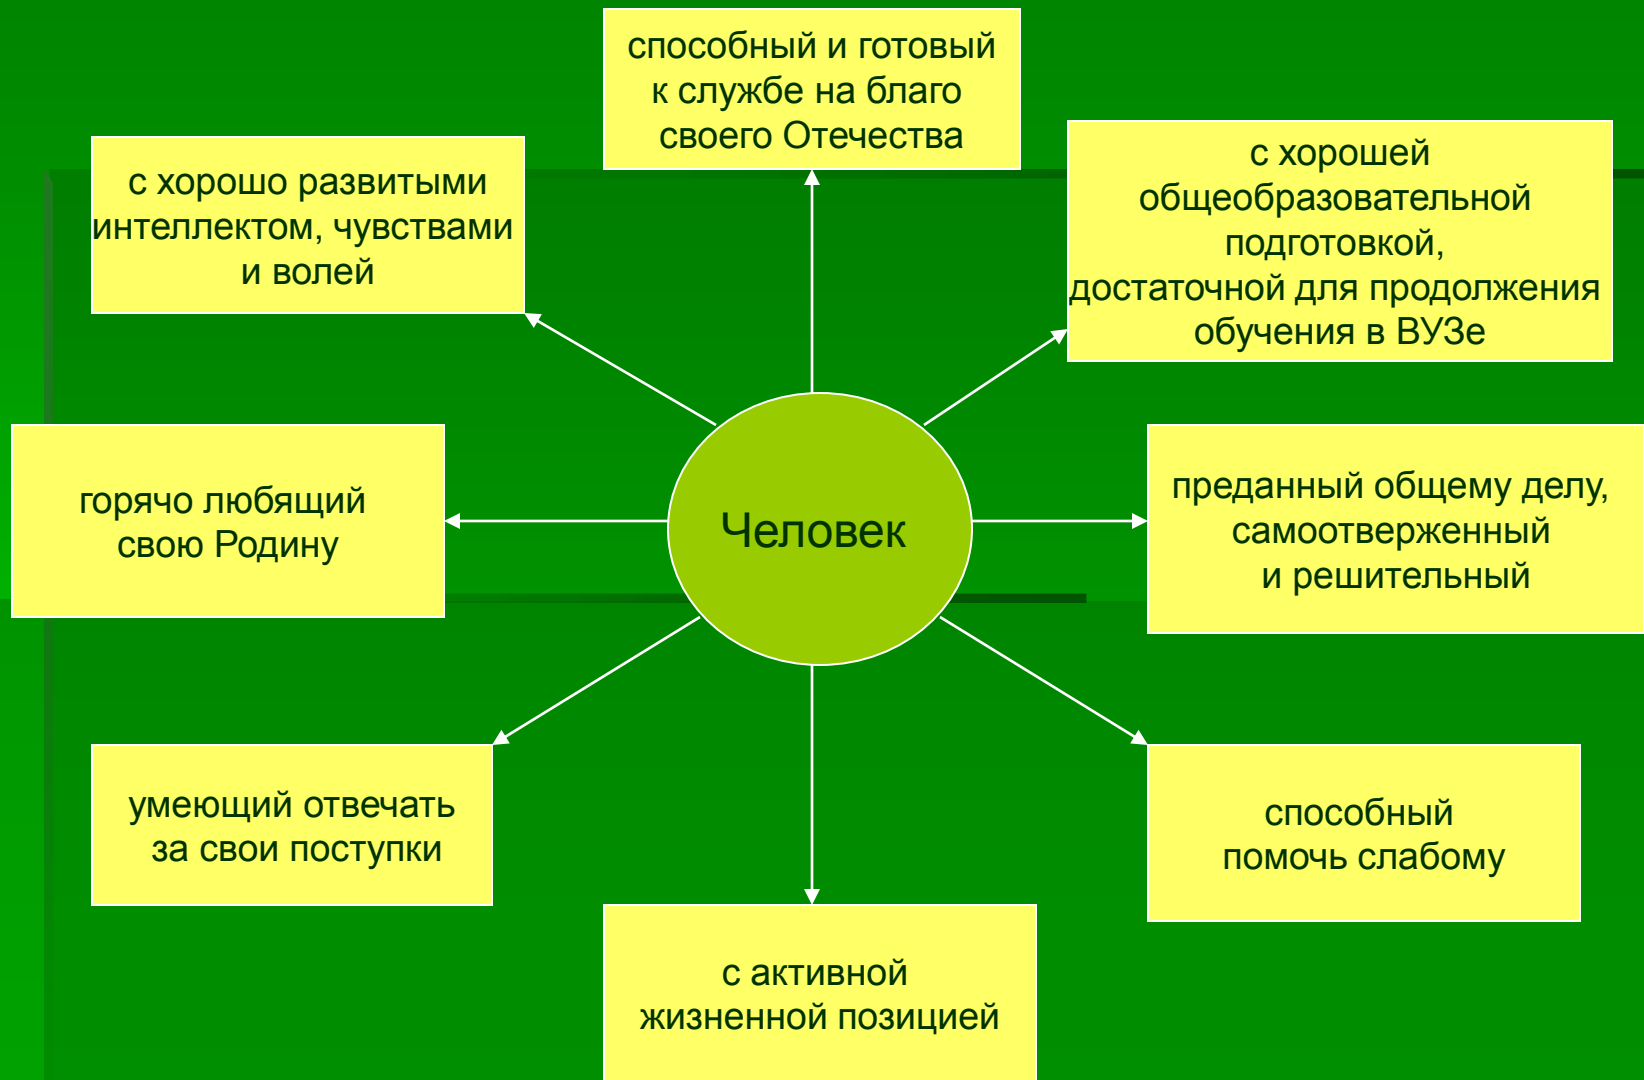 способный и готовый
к службе на благо
своего Отечества
с хорошо развитыми
интеллектом, чувствами
и волей
с хорошей
общеобразовательной
подготовкой,
достаточной для продолжения
обучения в ВУЗе
горячо любящий
свою Родину
Человек
преданный общему делу,
самоотверженный
и решительный
умеющий отвечать
за свои поступки
способный
помочь слабому
с активной
жизненной позицией